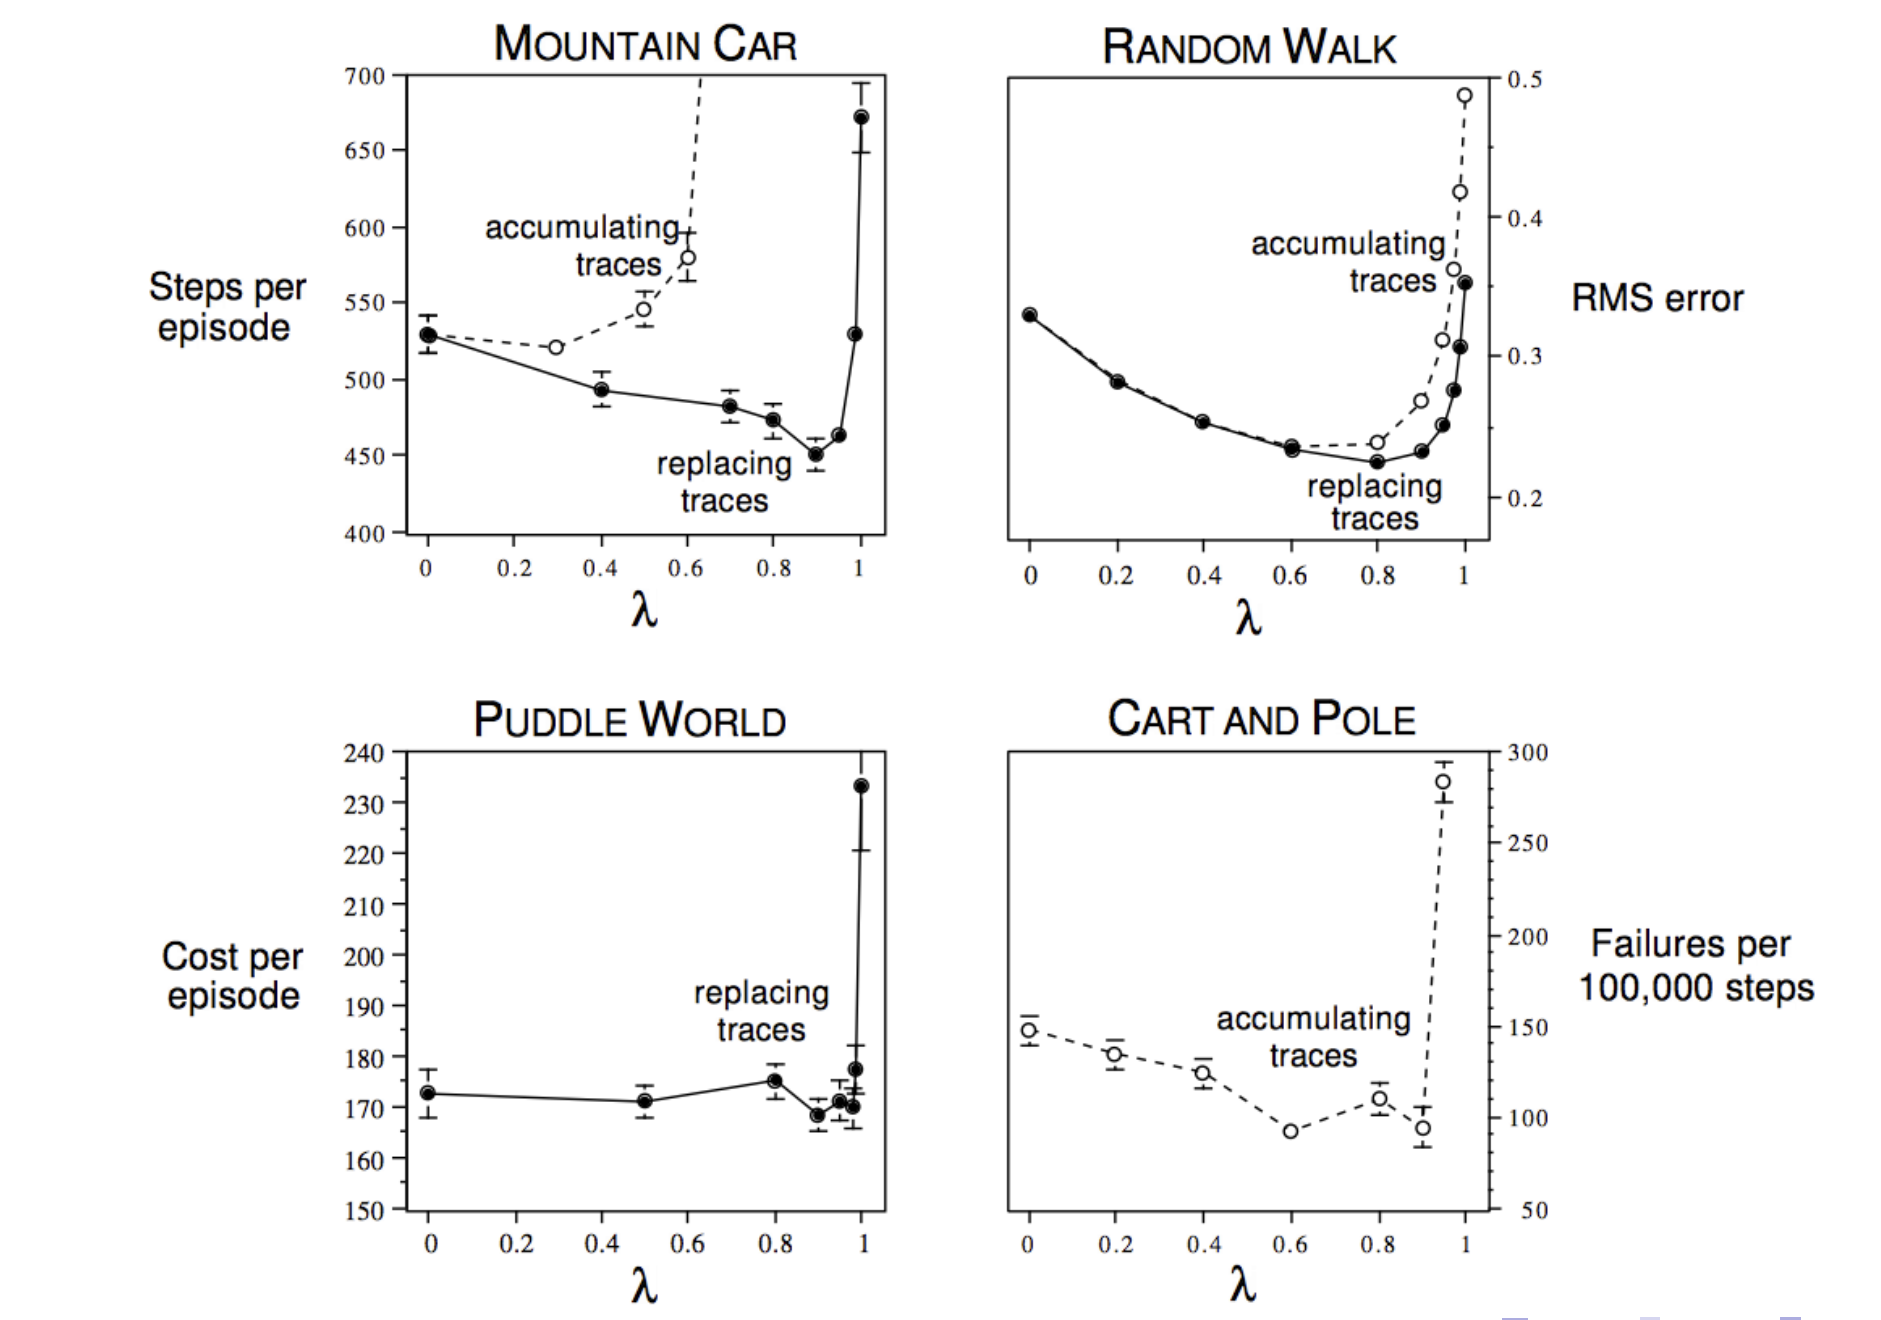 MOUNTAIN CAR
700
650
600
550
500
450
400
Steps per
episode
accumulating
traces
replacing
traces
0 0.2 0.4 0.6 0.8 1
λ
RANDOM WALK
0.5
0.4
0.3
0.2
RMS error
accumulating
traces
replacing
traces
0 0.2 0.4 0.6 0.8 1
λ
PUDDLE WORLD
240
230
220
210
200
190
180
170
160
150
Cost per
episode
replacing
traces
0 0.2 0.4 0.6 0.8 1
λ
CART AND POLE
300
250
200
150
100
50
Failures per
100,000 steps
accumulating
traces
0 0.2 0.4 0.6 0.8 1
λ